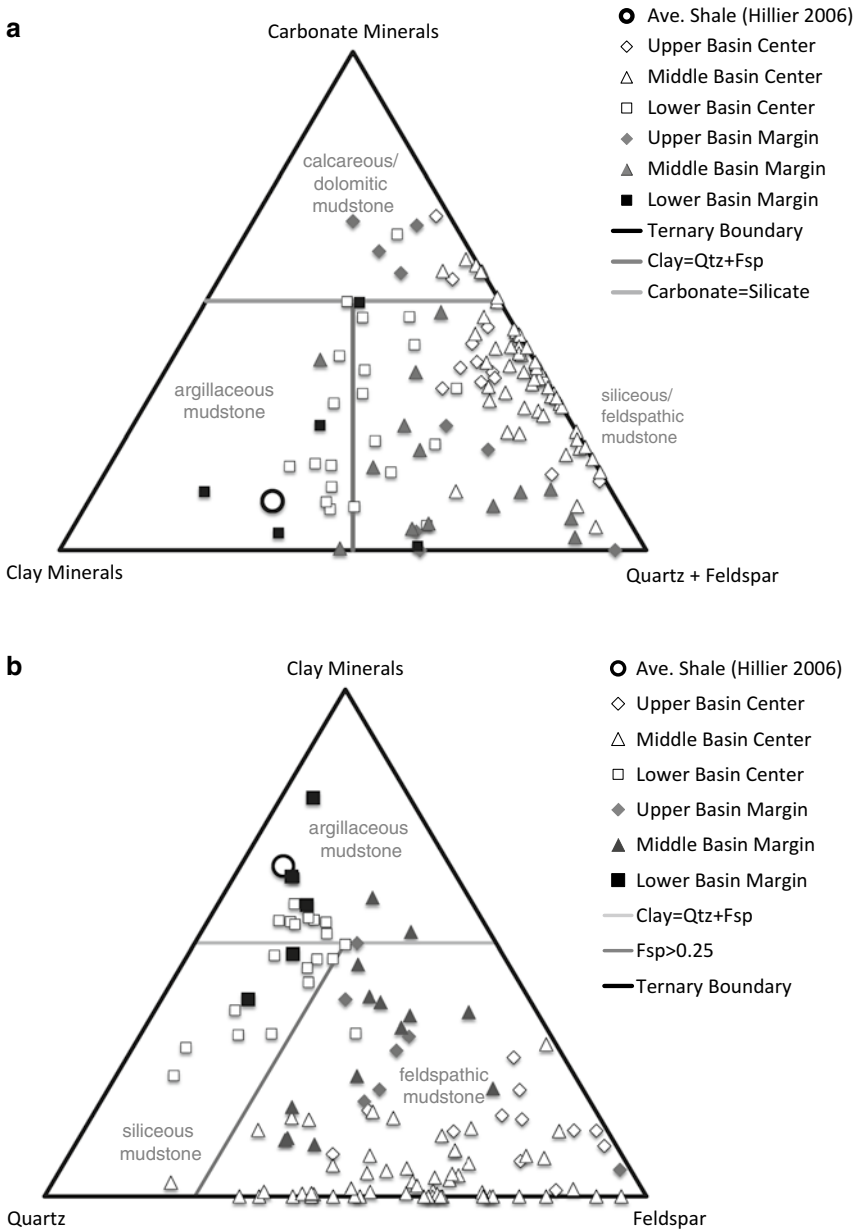 a
Carbonate Minerals
calcareous/
dolomitic
mudstone
argillaceous
mudstone
siliceous/
feldspathic
mudstone
Clay Minerals
Quartz + Feldspar
Ave. Shale (Hillier 2006)
Upper Basin Center
Middle Basin Center
Lower Basin Center
Upper Basin Margin
Middle Basin Margin
Lower Basin Margin
Ternary Boundary
Clay=Qtz+Fsp
Carbonate=Silicate
b
Clay Minerals
argillaceous
mudstone
feldspathic
mudstone
siliceous
mudstone
Quartz
Feldspar
Ave. Shale (Hillier 2006)
Upper Basin Center
Middle Basin Center
Lower Basin Center
Upper Basin Margin
Middle Basin Margin
Lower Basin Margin
Clay=Qtz+Fsp
Fsp>0.25
Ternary Boundary